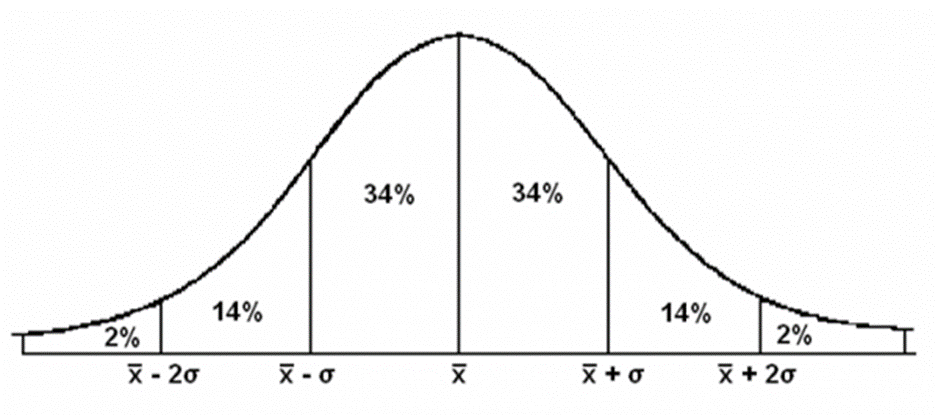 34% 34%
14% 14%
2% 2%
x̅ - 2σ x̅ - σ x̅ x̅ + σ x̅ + 2σ